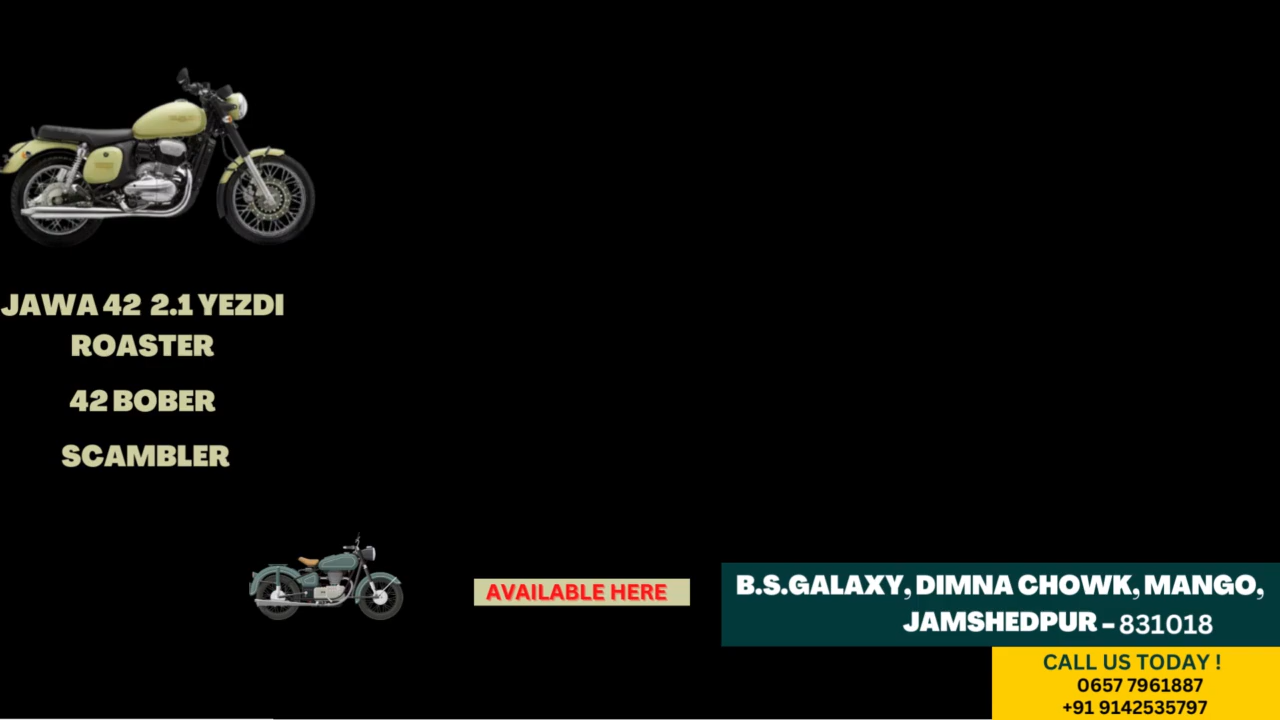 JAWA 42 2.1 YEZDI
ROASTER
42 BOBER
SCAMBLER
AVAILABLE HERE
B.S.GALAXY, DIMNA CHOWK, MANGO,
JAMSHEDPUR – 831018
CALL US TODAY !
0657 7961887
+91 9142535797